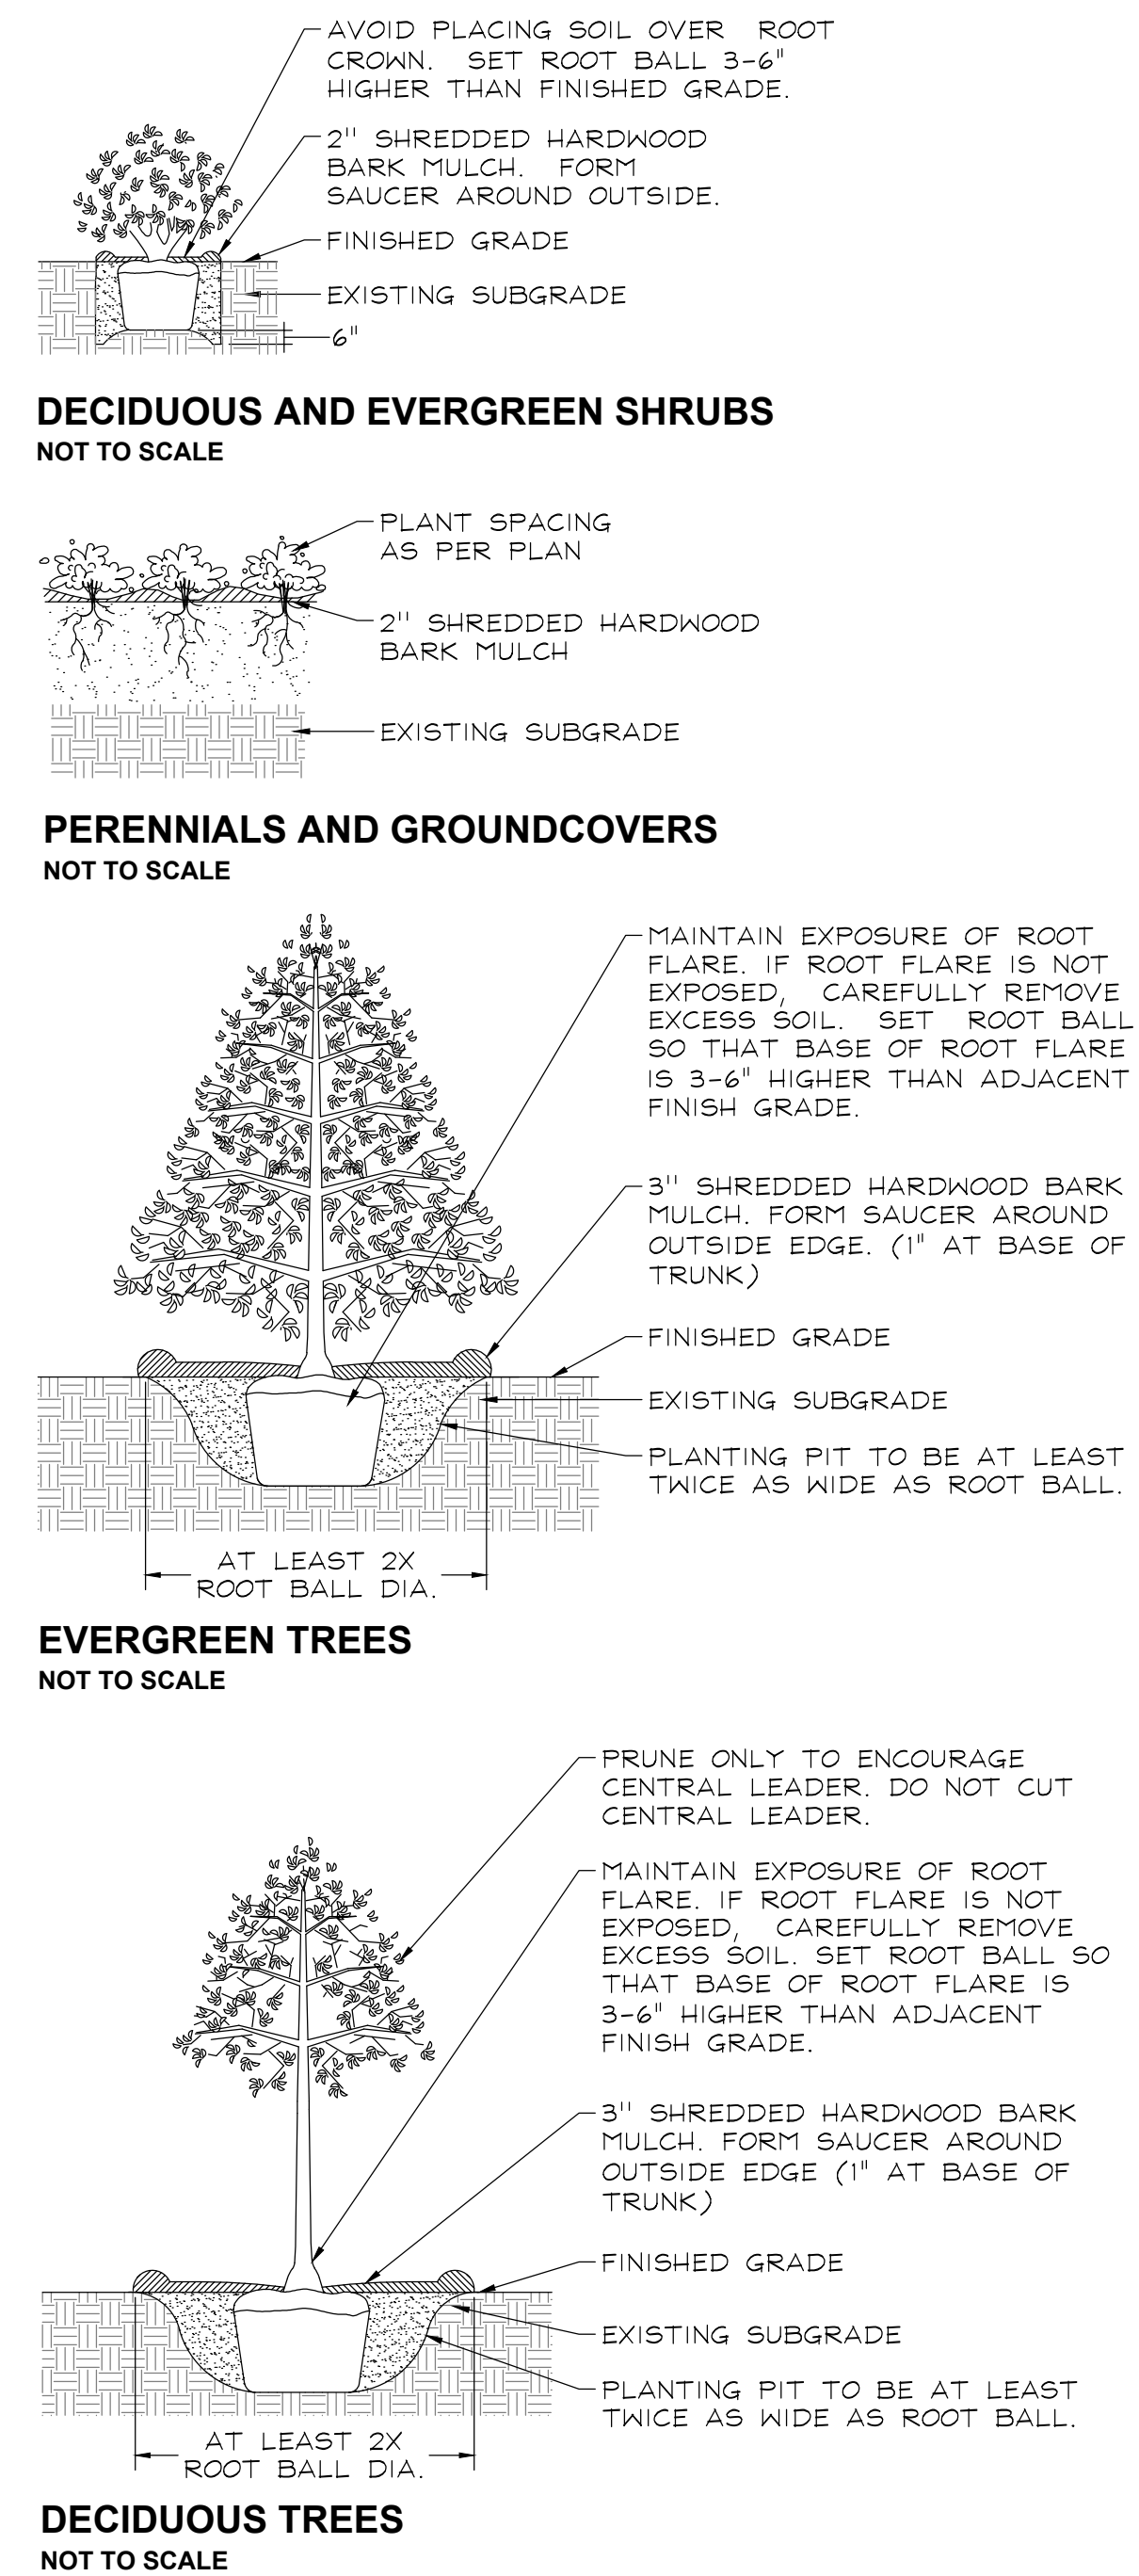 AVOID PLACING SOIL OVER ROOT
CROWN. SET ROOT BALL 3-6"
HIGHER THAN FINISHED GRADE.
2" SHREDDED HARDWOOD
BARK MULCH. FORM
SAUCER AROUND OUTSIDE.
FINISHED GRADE
EXISTING SUBGRADE
6"
DECIDUOUS AND EVERGREEN SHRUBS
NOT TO SCALE
PLANT SPACING
AS PER PLAN
2" SHREDDED HARDWOOD
BARK MULCH
EXISTING SUBGRADE
PERENNIALS AND GROUNDCOVERS
NOT TO SCALE
MAINTAIN EXPOSURE OF ROOT
FLARE. IF ROOT FLARE IS NOT
EXPOSED, CAREFULLY REMOVE
EXCESS SOIL. SET ROOT BALL
SO THAT BASE OF ROOT FLARE
IS 3-6" HIGHER THAN ADJACENT
FINISH GRADE.
3" SHREDDED HARDWOOD BARK
MULCH. FORM SAUCER AROUND
OUTSIDE EDGE. (1" AT BASE OF
TRUNK)
FINISHED GRADE
EXISTING SUBGRADE
PLANTING PIT TO BE AT LEAST
TWICE AS WIDE AS ROOT BALL.
AT LEAST 2X
ROOT BALL DIA.
EVERGREEN TREES
NOT TO SCALE
PRUNE ONLY TO ENCOURAGE
CENTRAL LEADER. DO NOT CUT
CENTRAL LEADER.
MAINTAIN EXPOSURE OF ROOT
FLARE. IF ROOT FLARE IS NOT
EXPOSED, CAREFULLY REMOVE
EXCESS SOIL. SET ROOT BALL SO
THAT BASE OF ROOT FLARE IS
3-6" HIGHER THAN ADJACENT
FINISH GRADE.
3" SHREDDED HARDWOOD BARK
MULCH. FORM SAUCER AROUND
OUTSIDE EDGE (1" AT BASE OF
TRUNK)
FINISHED GRADE
EXISTING SUBGRADE
PLANTING PIT TO BE AT LEAST
TWICE AS WIDE AS ROOT BALL.
AT LEAST 2X
ROOT BALL DIA.
DECIDUOUS TREES
NOT TO SCALE